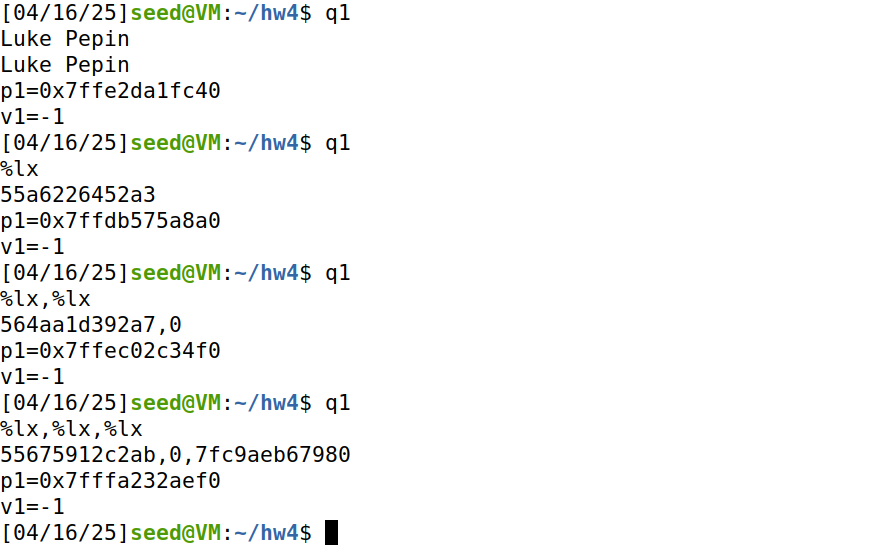 [04/16/25]seed@VM:~/hw4$ q1
Luke Pepin
Luke Pepin
p1=0x7ffe2da1fc40
v1=-1
[04/16/25]seed@VM:~/hw4$ q1
%lx
55a6226452a3
p1=0x7ffdb575a8a0
v1=-1
[04/16/25]seed@VM:~/hw4$ q1
%lx,%lx
564aa1d392a7,0
p1=0x7ffec02c34f0
v1=-1
[04/16/25]seed@VM:~/hw4$ q1
%lx,%lx,%lx
55675912c2ab,0,7fc9aeb67980
p1=0x7fffa232aef0
v1=-1
[04/16/25]seed@VM:~/hw4$